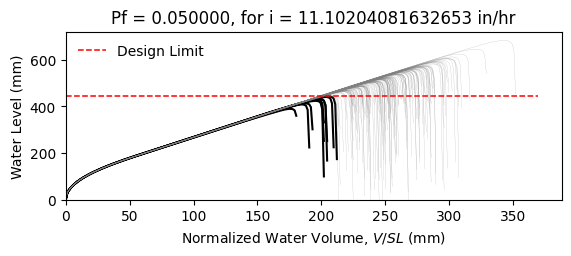 Pf = 0.050000, for i = 11.10204081632653 in/hr
Design Limit
Water Level (mm)
600
400
200
0
0 50 100 150 200 250 300 350
Normalized Water Volume, V/SL (mm)